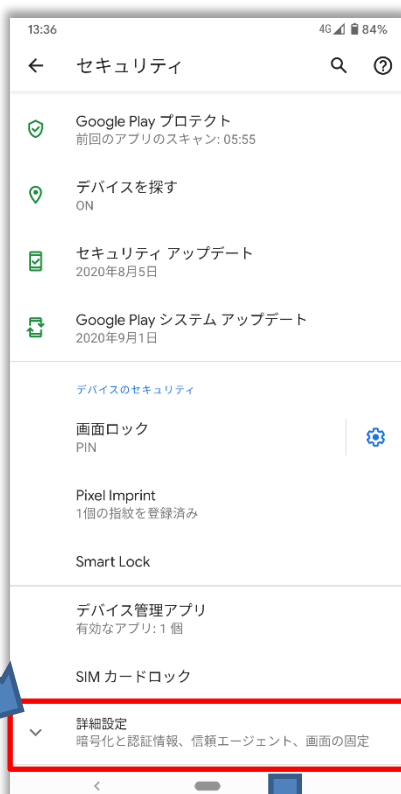 13:36 4G 84%
セキュリティ
Google Play プロテクト
前回のアプリのスキャン: 05:55
デバイスを探す
ON
セキュリティ アップデート
2020年8月5日
Google Play システム アップデート
2020年9月1日
デバイスのセキュリティ
画面ロック
PIN
Pixel Imprint
1個の指紋を登録済み
Smart Lock
デバイス管理アプリ
有効なアプリ: 1 個
SIM カードロック
詳細設定
暗号化と認証情報、信頼エージェント、画面の固定